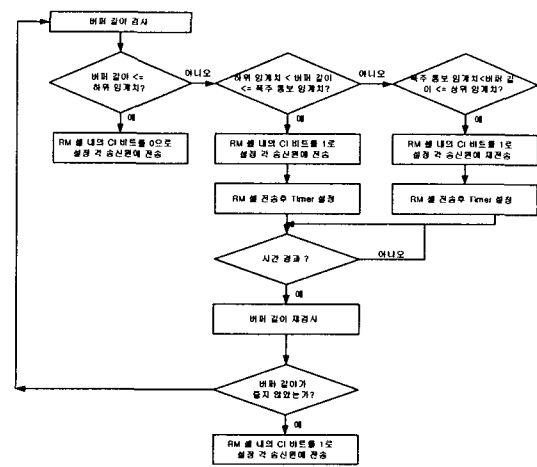 버퍼 길이 검사
버퍼 길이 <=
하위 임계치?
아니오
하위 임계치 < 버퍼 길이
<= 폭주 통보 임계치?
아니오
폭주 통보 임계치<버퍼 길
이 <= 상위 임계치?
예
예
예
RM 셀 내의 CI 비트를 0으로
설정 각 송신원에 전송
RM 셀 내의 CI 비트를 1로
설정 각 송신원에 전송
RM 셀 내의 CI 비트를 1로
설정 각 송신원에 재전송
RM 셀 전송후 Timer 설정
RM 셀 전송후 Timer 설정
시간 경과 ?
아니오
예
버퍼 길이 재검사
버퍼 길이가
줄지 않았는가?
예
RM 셀 내의 CI 비트를 1로
설정 각 송신원에 전송